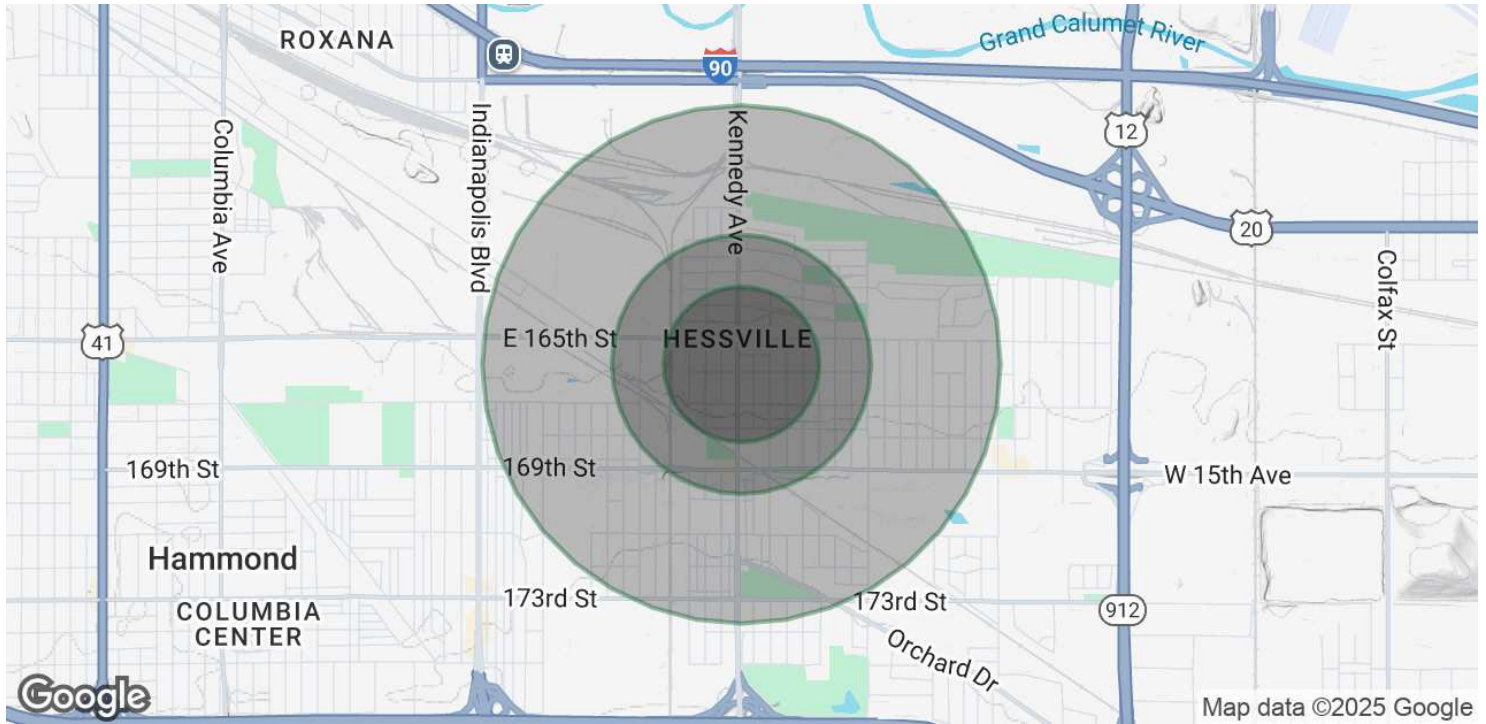 ROXANA
Grand Calumet River
90
12
Columbia Ave
Indianapolis Blvd
Kennedy Ave
20
Colfax St
41
E 165th St
HESSVILLE
169th St
169th St
W 15th Ave
Hammond
COLUMBIA
CENTER
173rd St
173rd St
912
Orchard Dr
Google
Map data ©2025 Google